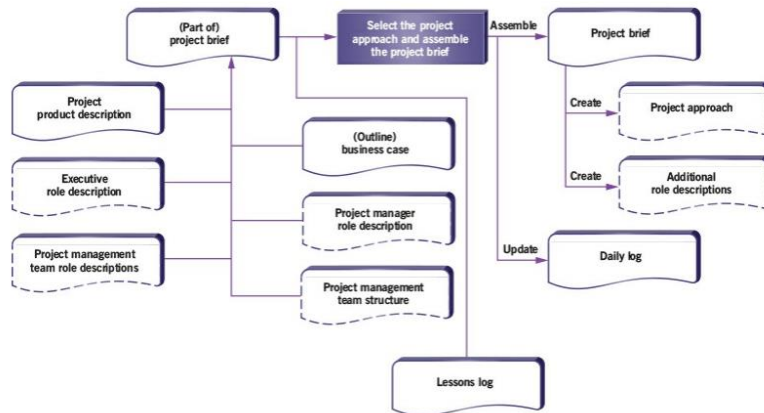 (Part of)
project brief
Select the project
approach and assemble
the project brief
Assemble
Project brief
Project
product description
Create
Project approach
(Outline)
business case
Executive
role description
Create
Additional
role descriptions
Project manager
role description
Project management
team role descriptions
Update
Daily log
Project management
team structure
Lessons log